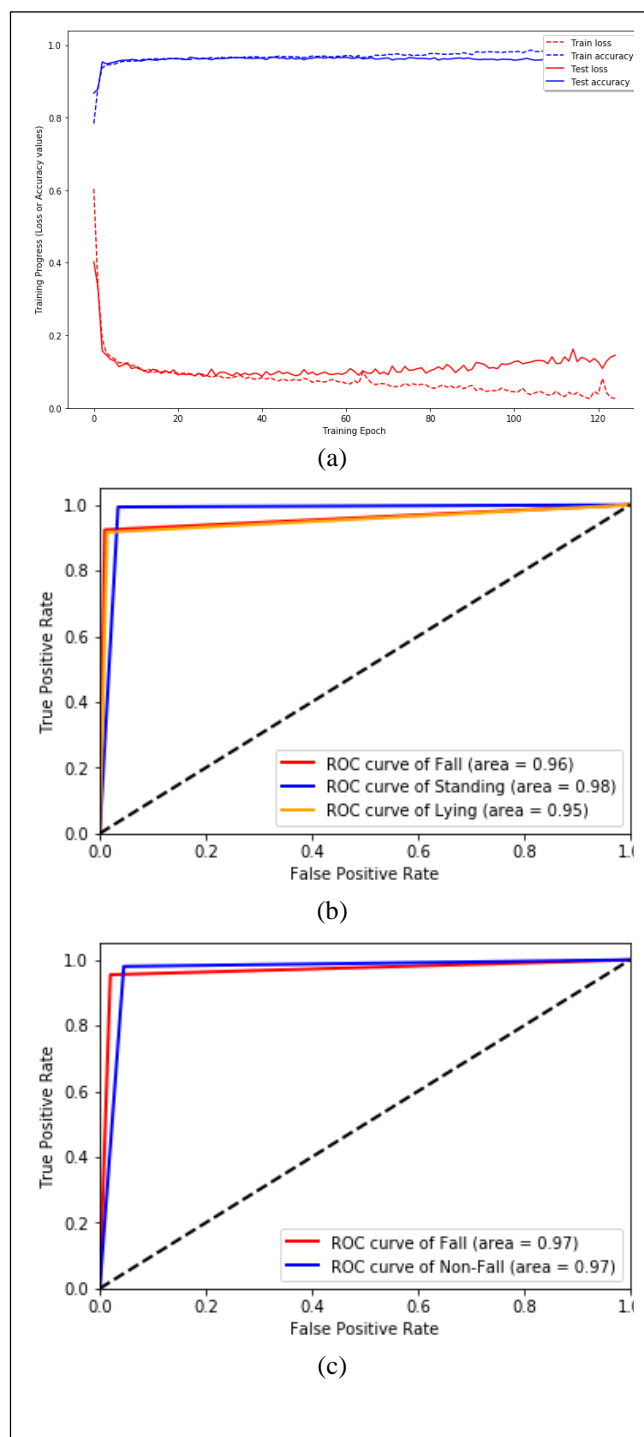 1.0
0.8
0.6
0.4
0.2
0.0
Training Progress (Loss or Accuracy values)
Train loss
Train accuracy
Test loss
Test accuracy
0 20 40 60 80 100 120
Training Epoch
(a)
1.0
0.8
0.6
0.4
0.2
0.0
True Positive Rate
ROC curve of Fall (area = 0.96)
ROC curve of Standing (area = 0.98)
ROC curve of Lying (area = 0.95)
0.0 0.2 0.4 0.6 0.8 1.0
False Positive Rate
(b)
1.0
0.8
0.6
0.4
0.2
0.0
True Positive Rate
ROC curve of Fall (area = 0.97)
ROC curve of Non-Fall (area = 0.97)
0.0 0.2 0.4 0.6 0.8 1.0
False Positive Rate
(c)